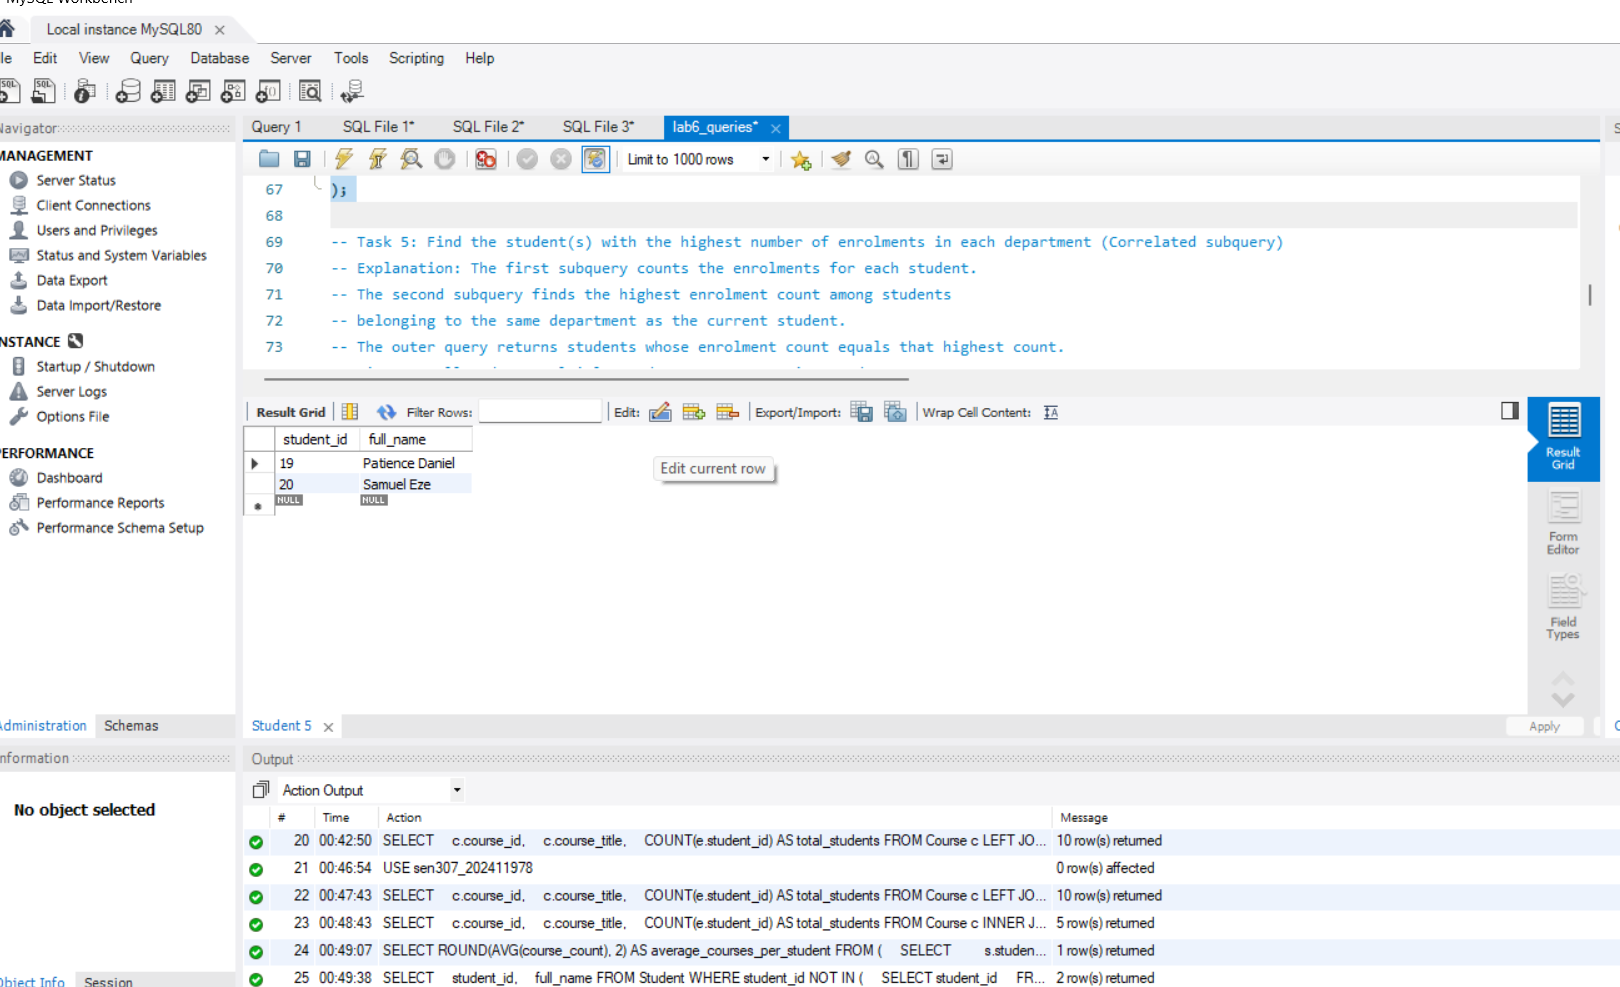 Local instance MySQL80
Edit View Query Database Server Tools Scripting Help
Query 1 SQL File 1* SQL File 2* SQL File 3* lab6_queries*
MANAGEMENT
Server Status
Client Connections
Users and Privileges
Status and System Variables
Data Export
Data Import/Restore
INSTANCE
Startup / Shutdown
Server Logs
Options File
PERFORMANCE
Dashboard
Performance Reports
Performance Schema Setup
Administration Schemas
Information
No object selected
Object Info Session
Limit to 1000 rows
67 );
68
69 -- Task 5: Find the student(s) with the highest number of enrolments in each department (Correlated subquery)
70 -- Explanation: The first subquery counts the enrolments for each student.
71 -- The second subquery finds the highest enrolment count among students
72 -- belonging to the same department as the current student.
73 -- The outer query returns students whose enrolment count equals that highest count.
Result Grid Filter Rows: Edit: Export/Import: Wrap Cell Content:
student_id full_name
19 Patience Daniel
20 Samuel Eze
NULL NULL
Edit current row
Result Grid
Form Editor
Field Types
Student 5 Apply
Output
Action Output
# Time Action Message
20 00:42:50 SELECT c.course_id, c.course_title, COUNT(e.student_id) AS total_students FROM Course c LEFT JO... 10 row(s) returned
21 00:46:54 USE sen307_202411978 0 row(s) affected
22 00:47:43 SELECT c.course_id, c.course_title, COUNT(e.student_id) AS total_students FROM Course c LEFT JO... 10 row(s) returned
23 00:48:43 SELECT c.course_id, c.course_title, COUNT(e.student_id) AS total_students FROM Course c INNER J... 5 row(s) returned
24 00:49:07 SELECT ROUND(AVG(course_count), 2) AS average_courses_per_student FROM ( SELECT s.studen... 1 row(s) returned
25 00:49:38 SELECT student_id, full_name FROM Student WHERE student_id NOT IN ( SELECT student_id FR... 2 row(s) returned